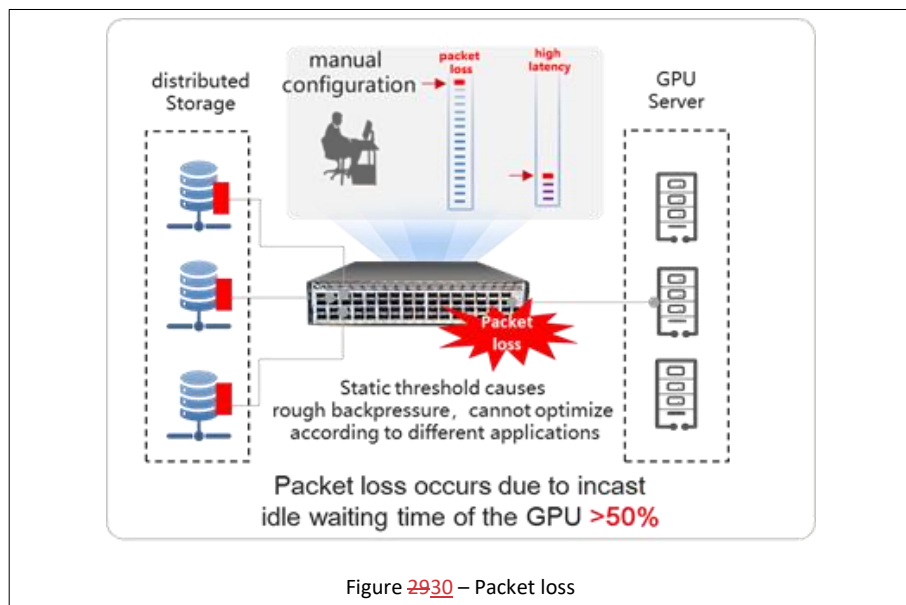 manual
configuration
packet
loss
high
latency
distributed
Storage
GPU
Server
Packet
loss
Static threshold causes
rough backpressure, cannot optimize
according to different applications
Packet loss occurs due to incast
idle waiting time of the GPU >50%
Figure 2930 – Packet loss